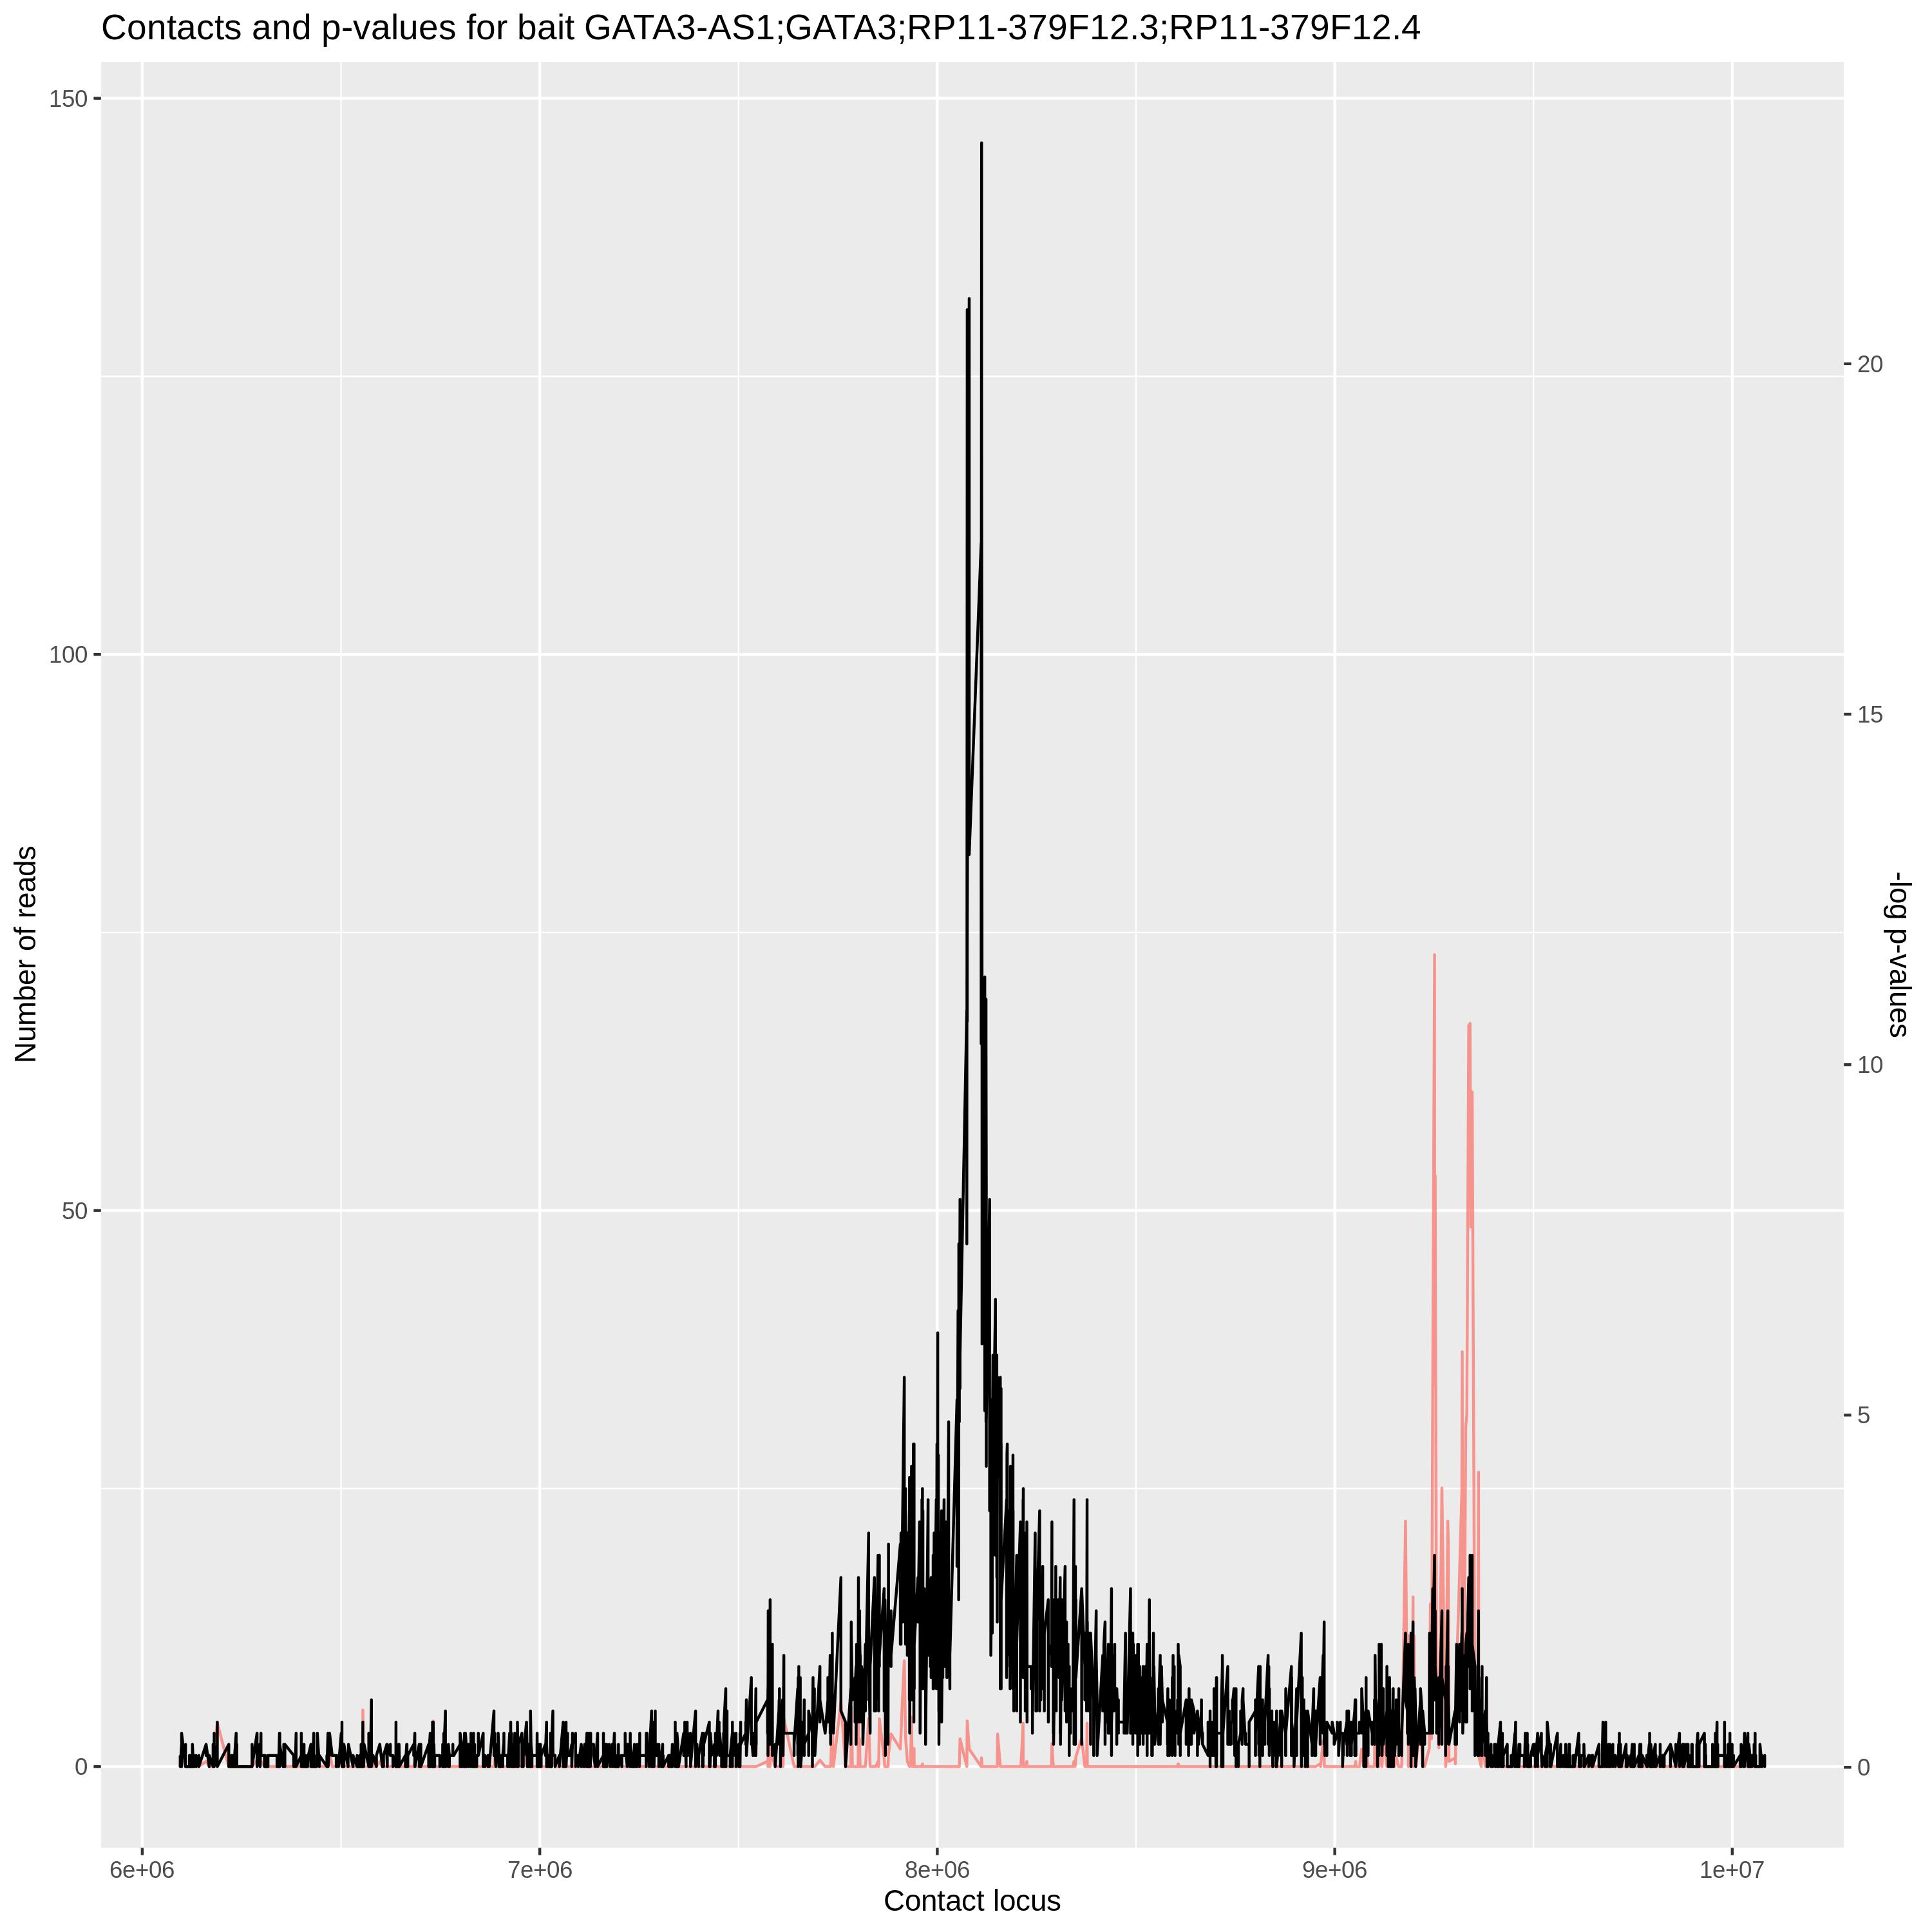 Contacts and p-values for bait GATA3-AS1;GATA3;RP11-379F12.3;RP11-379F12.4
150
100
50
0
Number of reads
20
15
10
5
0
-log p-values
6e+06 7e+06 8e+06 9e+06 1e+07
Contact locus